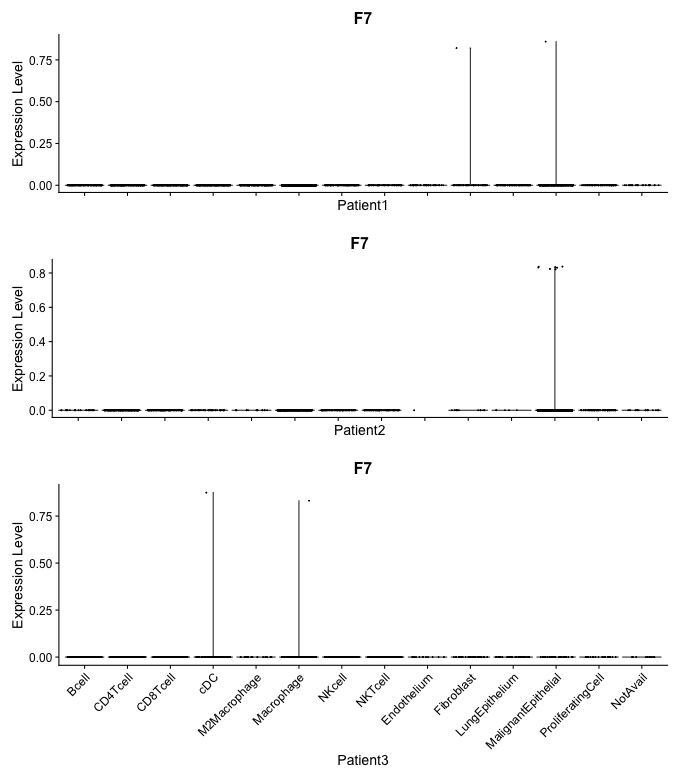 F7
Expression Level
0.75
0.50
0.25
0.00
Patient1
F7
Expression Level
0.8
0.6
0.4
0.2
0.0
Patient2
F7
Expression Level
0.75
0.50
0.25
0.00
Bcell
CD4Tcell
CD8Tcell
cDC
M2Macrophage
Macrophage
NKcell
NKTcell
Endothelium
Fibroblast
LungEpithelium
MalignantEpithelial
ProliferatingCell
NotAvail
Patient3